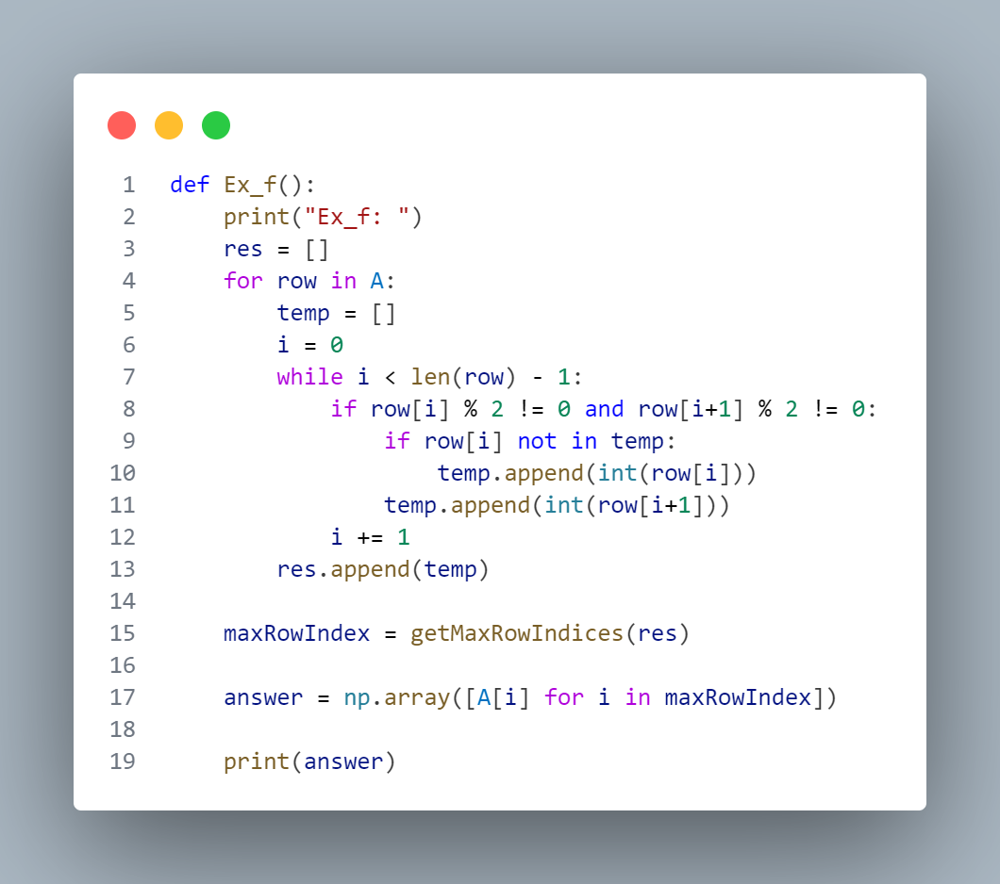 1 def Ex_f():
2     print("Ex_f: ")
3     res = []
4     for row in A:
5         temp = []
6         i = 0
7         while i < len(row) - 1:
8             if row[i] % 2 != 0 and row[i+1] % 2 != 0:
9                 if row[i] not in temp:
10                     temp.append(int(row[i]))
11                 temp.append(int(row[i+1]))
12             i += 1
13         res.append(temp)
14
15     maxRowIndex = getMaxRowIndices(res)
16
17     answer = np.array([A[i] for i in maxRowIndex])
18
19     print(answer)